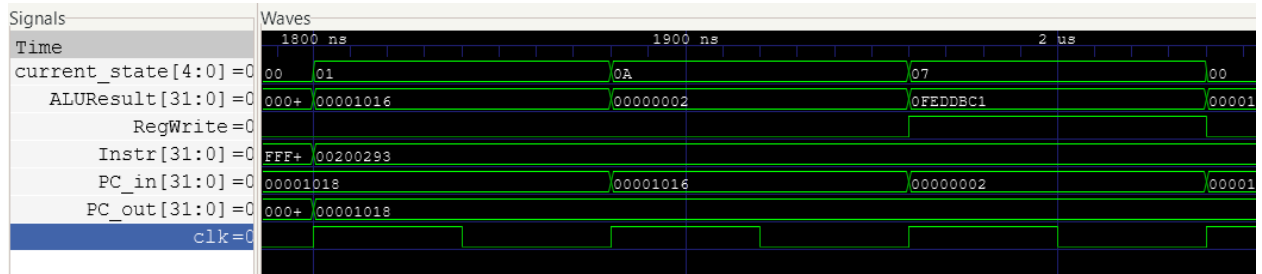 Signals Waves
Time 1800 ns 1900 ns 2 us
current_state[4:0]=0 00 01 0A 07 00
ALUResult[31:0]=0 000+ 00001016 00000002 0FEDDBC1 00001
RegWrite=0
Instr[31:0]=0 FFF+ 00200293
PC_in[31:0]=0 00001018 00001016 00000002 00001
PC_out[31:0]=0 000+ 00001018
clk=0